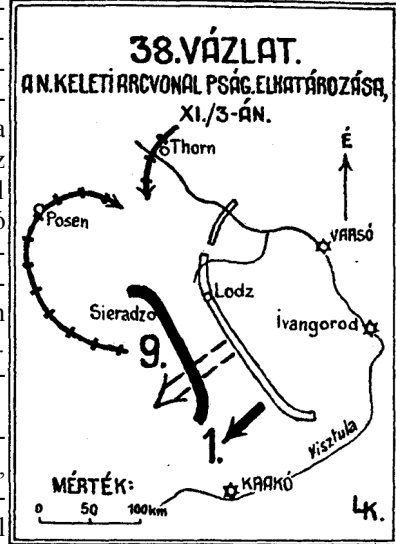 38.VÁZLAT.
A N.KELETI ARCVONAL PSÁG.ELHATÁROZÁSA,
XI./3-ÁN.
Thorn
É
Posen
VARSÓ
Lodz
Sieradz
Ivangorod
9.
1.
Visztula
MÉRTÉK:
KRAKÓ
0 50 100km
LK.